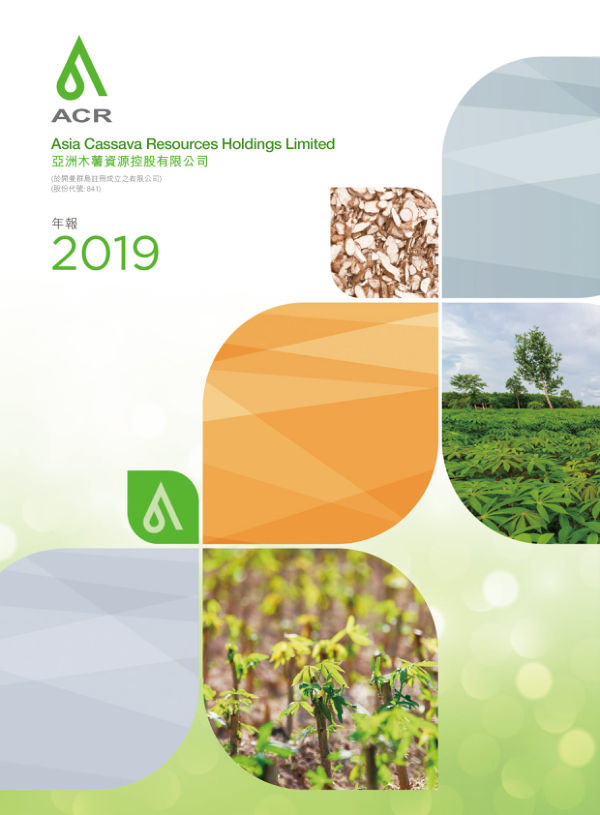 ACR
Asia Cassava Resources Holdings Limited
亞洲木薯資源控股有限公司
(於開曼群島註冊成立之有限公司)
(股份代號: 841)
年報
2019